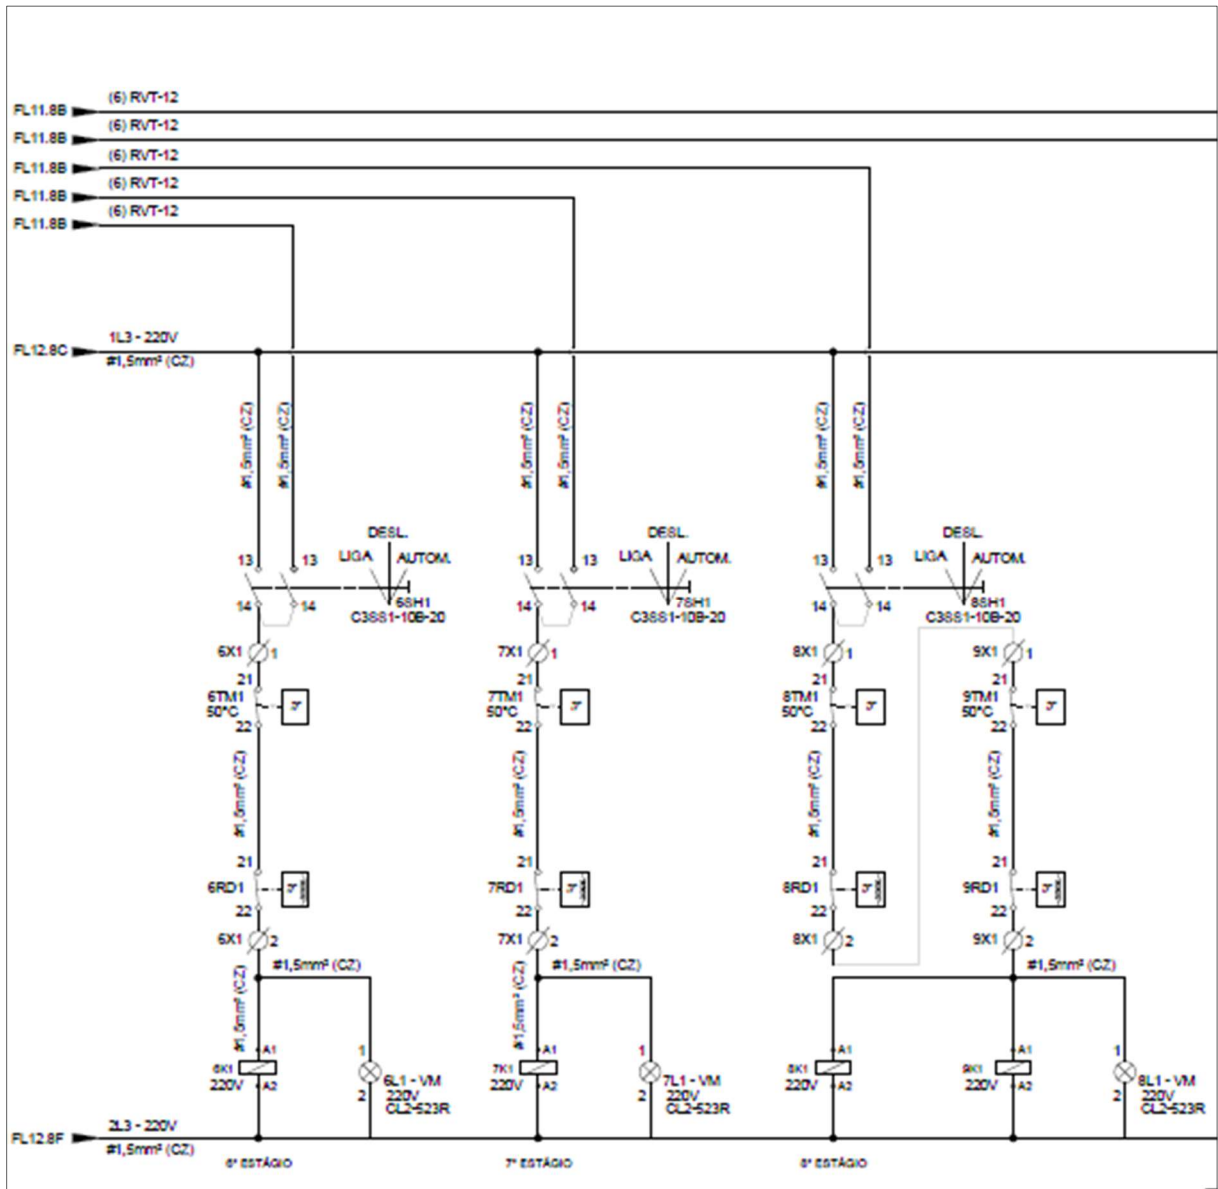 (6) RVT-12
FL11.8B
(6) RVT-12
FL11.8B
(6) RVT-12
FL11.8B
(6) RVT-12
FL11.8B
(6) RVT-12
FL11.8B
1L3 - 220V
FL12.8C
#1,5mm² (CZ)
#1,5mm² (CZ)
#1,5mm² (CZ)
#1,5mm² (CZ)
#1,5mm² (CZ)
#1,5mm² (CZ)
#1,5mm² (CZ)
DESL. DESL. DESL.
13 13 LIGA AUTOM. 13 13 LIGA AUTOM. 13 13 LIGA AUTOM.
14 14 6SH1 14 14 7SH1 14 14 8SH1
C3SS1-10B-20 C3SS1-10B-20 C3SS1-10B-20
6X1 1 7X1 1 8X1 1 9X1 1
21 21 21 21
6TM1 7TM1 8TM1 9TM1
50°C 50°C 50°C 50°C
22 22 22 22
#1,5mm² (CZ) #1,5mm² (CZ) #1,5mm² (CZ) #1,5mm² (CZ)
21 21 21 21
6RD1 7RD1 8RD1 9RD1
22 22 22 22
6X1 2 7X1 2 8X1 2 9X1 2
#1,5mm² (CZ) #1,5mm² (CZ) #1,5mm² (CZ)
#1,5mm² (CZ) #1,5mm² (CZ)
A1 1 A1 1 A1 A1 1
6K1 7K1 8K1 9K1
220V A2 220V A2 220V A2 220V A2
2 6L1 - VM 2 7L1 - VM 2 8L1 - VM
220V 220V 220V
CL2-523R CL2-523R CL2-523R
2L3 - 220V
FL12.8F
#1,5mm² (CZ)
6º ESTÁGIO 7º ESTÁGIO 8º ESTÁGIO